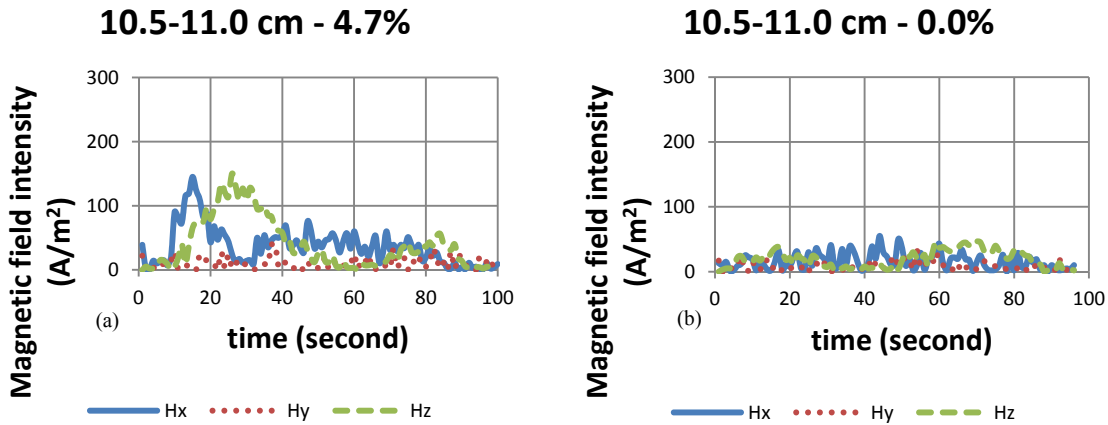 10.5-11.0 cm - 4.7%
Magnetic field intensity
(A/m²)
300
200
100
0
0 20 40 60 80 100
(a)
time (second)
Hx Hy Hz
10.5-11.0 cm - 0.0%
Magnetic field intensity
(A/m²)
300
200
100
0
0 20 40 60 80 100
(b)
time (second)
Hx Hy Hz